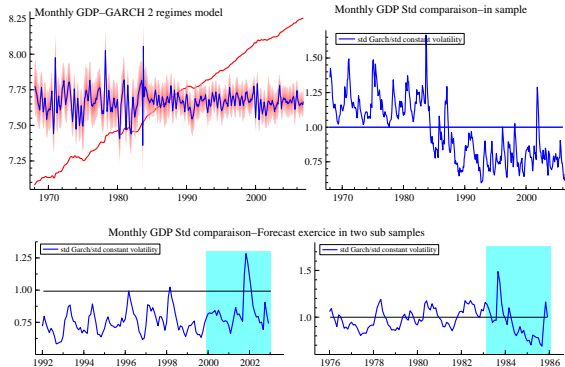 Monthly GDP–GARCH 2 regimes model
8.25
8.00
7.75
7.50
7.25
1970 1980 1990 2000
Monthly GDP Std comparaison–in sample
std Garch/std constant volatility
1.50
1.25
1.00
0.75
1970 1980 1990 2000
Monthly GDP Std comparaison–Forecast exercice in two sub samples
std Garch/std constant volatility
1.25
1.00
0.75
1992 1994 1996 1998 2000 2002
std Garch/std constant volatility
1.5
1.0
1976 1978 1980 1982 1984 1986